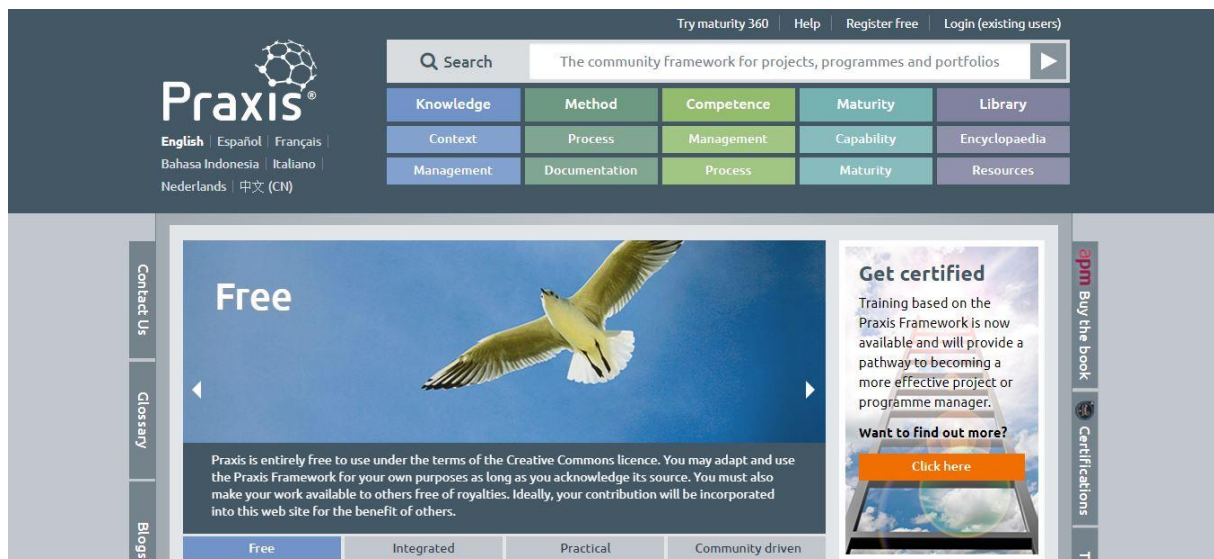 Try maturity 360 | Help | Register free | Login (existing users)
Praxis®
English | Español | Français |
Bahasa Indonesia | Italiano |
Nederlands | 中文 (CN)
Search
The community framework for projects, programmes and portfolios
Knowledge Method Competence Maturity Library
Context Process Management Capability Encyclopaedia
Management Documentation Process Maturity Resources
Contact Us
Glossary
Blogs
Free
Praxis is entirely free to use under the terms of the Creative Commons licence. You may adapt and use
the Praxis Framework for your own purposes as long as you acknowledge its source. You must also
make your work available to others free of royalties. Ideally, your contribution will be incorporated
into this web site for the benefit of others.
Free Integrated Practical Community driven
Get certified
Training based on the
Praxis Framework is now
available and will provide a
pathway to becoming a
more effective project or
programme manager.
Want to find out more?
Click here
apm Buy the book
Certifications